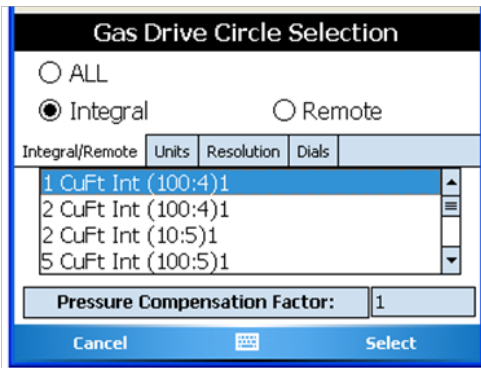 Gas Drive Circle Selection
ALL
Integral Remote
Integral/Remote Units Resolution Dials
1 CuFt Int (100:4)1
2 CuFt Int (100:4)1
2 CuFt Int (10:5)1
5 CuFt Int (100:5)1
Pressure Compensation Factor: 1
Cancel Select